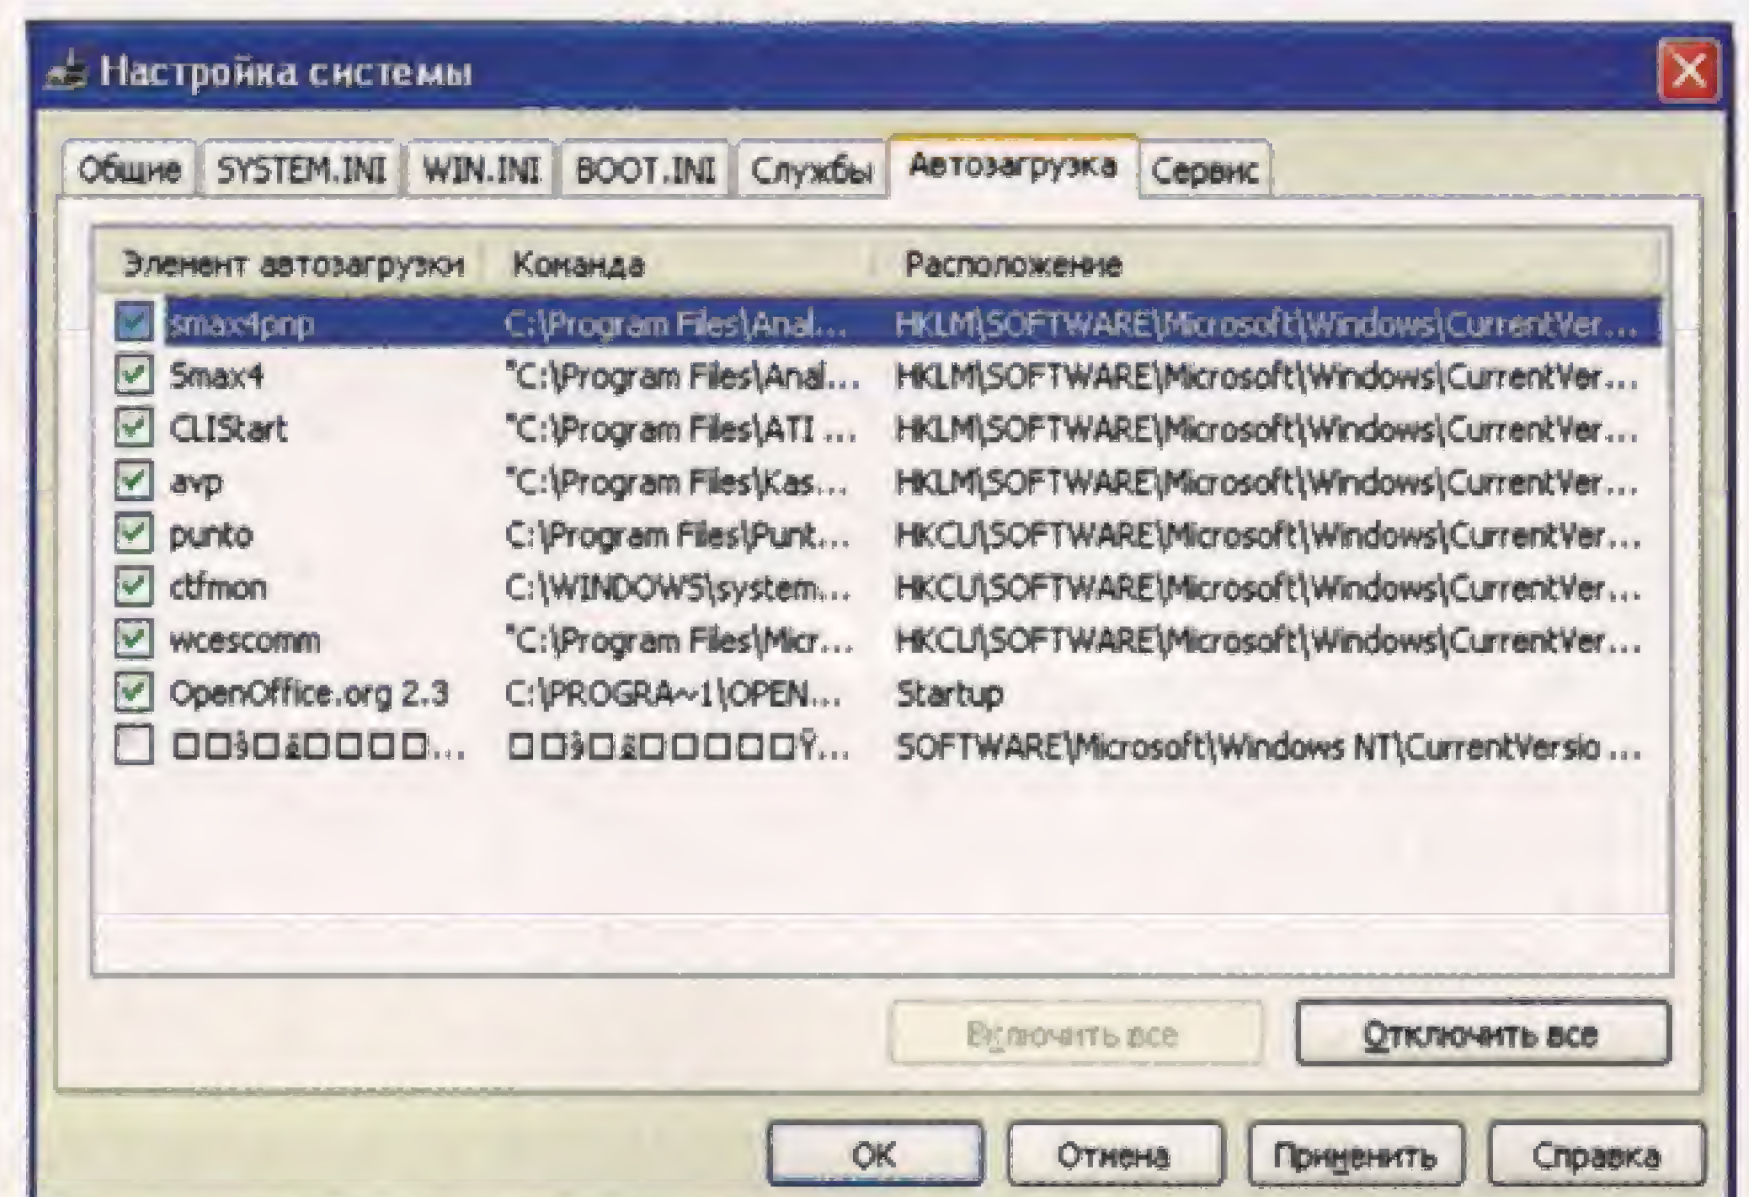 Настройка системы
Общие SYSTEM.INI WIN.INI BOOT.INI Службы Автозагрузка Сервис
Элемент автозагрузки Команда Расположение
smax4pnp C:\Program Files\Anal... HKLM\SOFTWARE\Microsoft\Windows\CurrentVer...
Smax4 "C:\Program Files\Anal... HKLM\SOFTWARE\Microsoft\Windows\CurrentVer...
CLIStart "C:\Program Files\ATI ... HKLM\SOFTWARE\Microsoft\Windows\CurrentVer...
avp "C:\Program Files\Kas... HKLM\SOFTWARE\Microsoft\Windows\CurrentVer...
punto C:\Program Files\Punt... HKCU\SOFTWARE\Microsoft\Windows\CurrentVer...
ctfmon C:\WINDOWS\system... HKCU\SOFTWARE\Microsoft\Windows\CurrentVer...
wcescomm "C:\Program Files\Micr... HKCU\SOFTWARE\Microsoft\Windows\CurrentVer...
OpenOffice.org 2.3 C:\PROGRA~1\OPEN... Startup
SOFTWARE\Microsoft\Windows NT\CurrentVersio ...
Включить все Отключить все
ОК Отмена Применить Справка